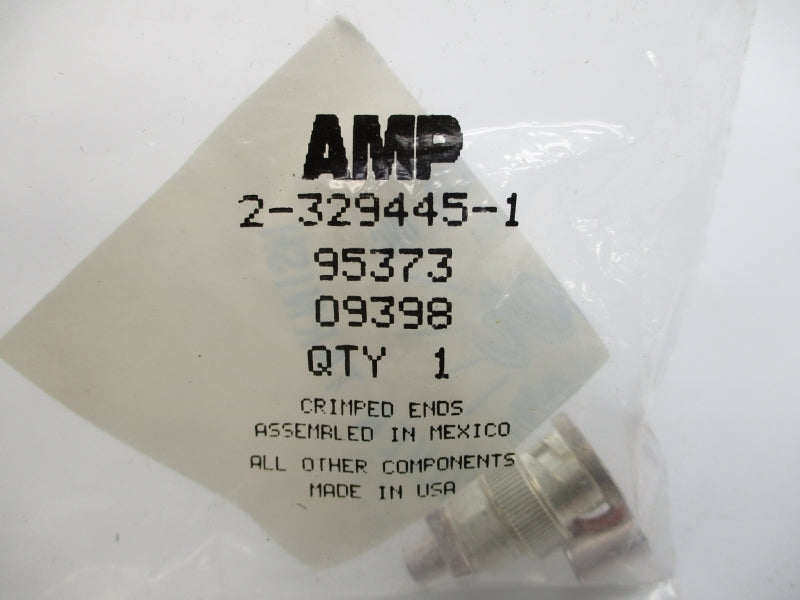 AMP
2-329445-1
95373
09398
QTY 1
CRIMPED ENDS
ASSEMBLED IN MEXICO
ALL OTHER COMPONENTS
MADE IN USA